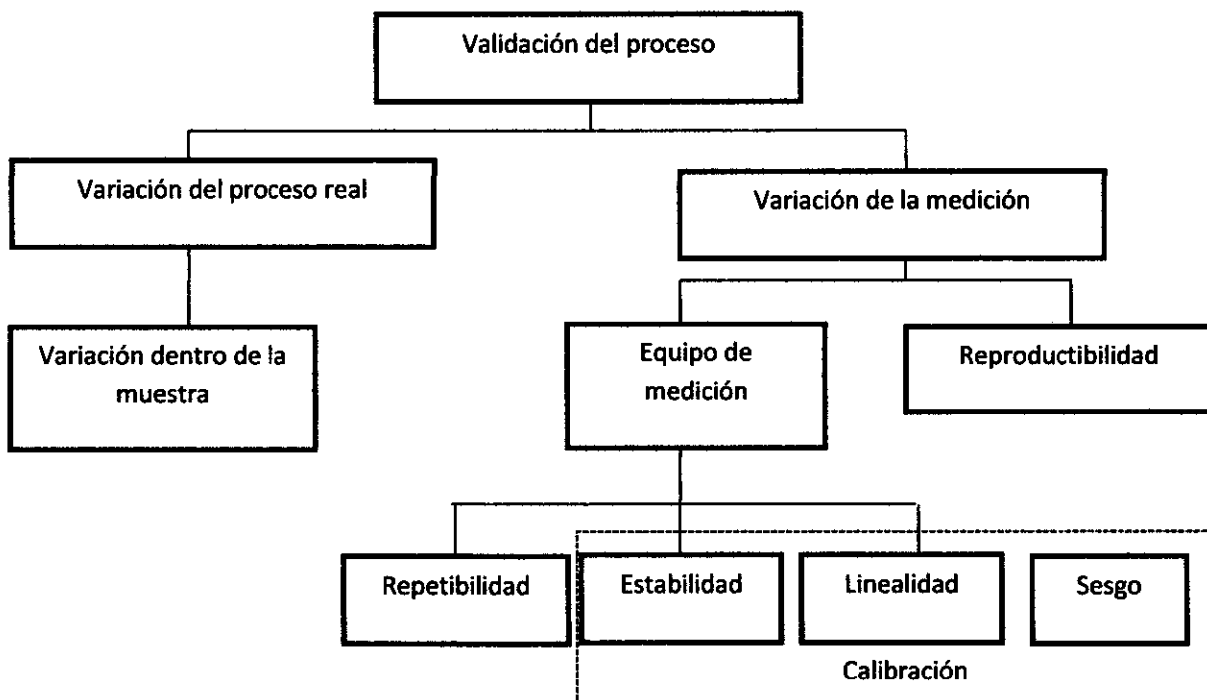 Validación del proceso
Variación del proceso real
Variación de la medición
Variación dentro de la
muestra
Equipo de
medición
Reproductibilidad
Repetibilidad
Estabilidad
Linealidad
Sesgo
Calibración